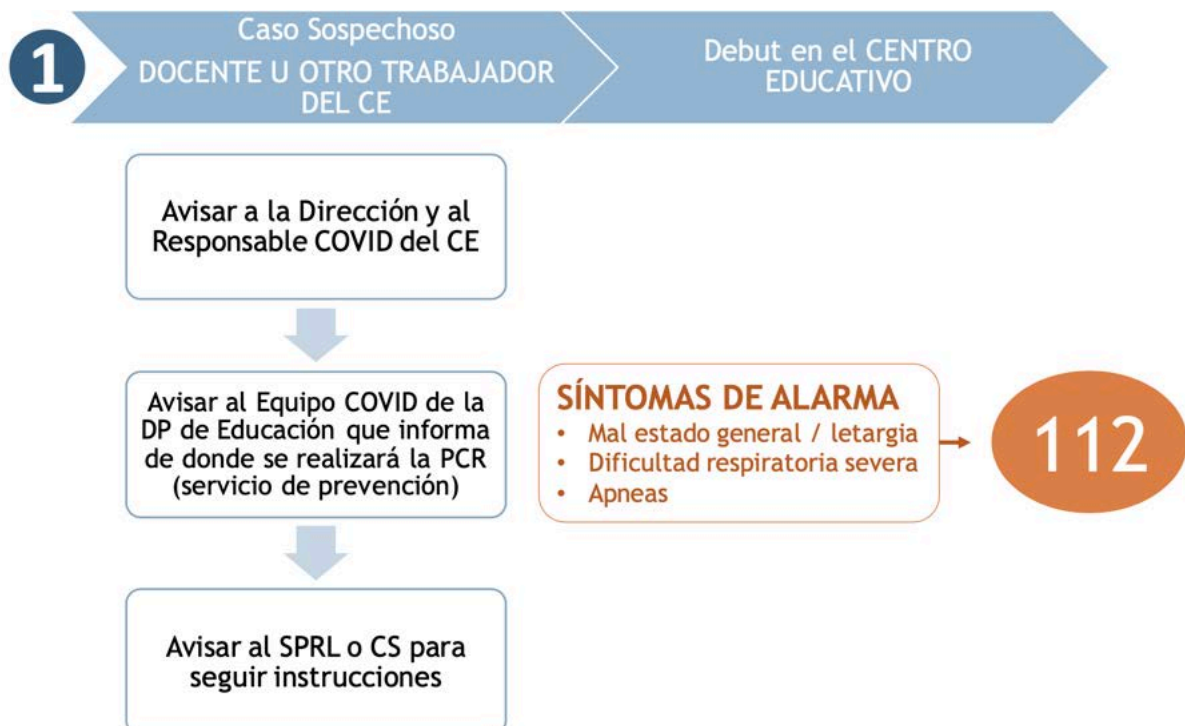 1
Caso Sospechoso
DOCENTE U OTRO TRABAJADOR
DEL CE
Debut en el CENTRO
EDUCATIVO
Avisar a la Dirección y al
Responsable COVID del CE
Avisar al Equipo COVID de la
DP de Educación que informa
de donde se realizará la PCR
(servicio de prevención)
SÍNTOMAS DE ALARMA
• Mal estado general / letargia
• Dificultad respiratoria severa
• Apneas
112
Avisar al SPRL o CS para
seguir instrucciones